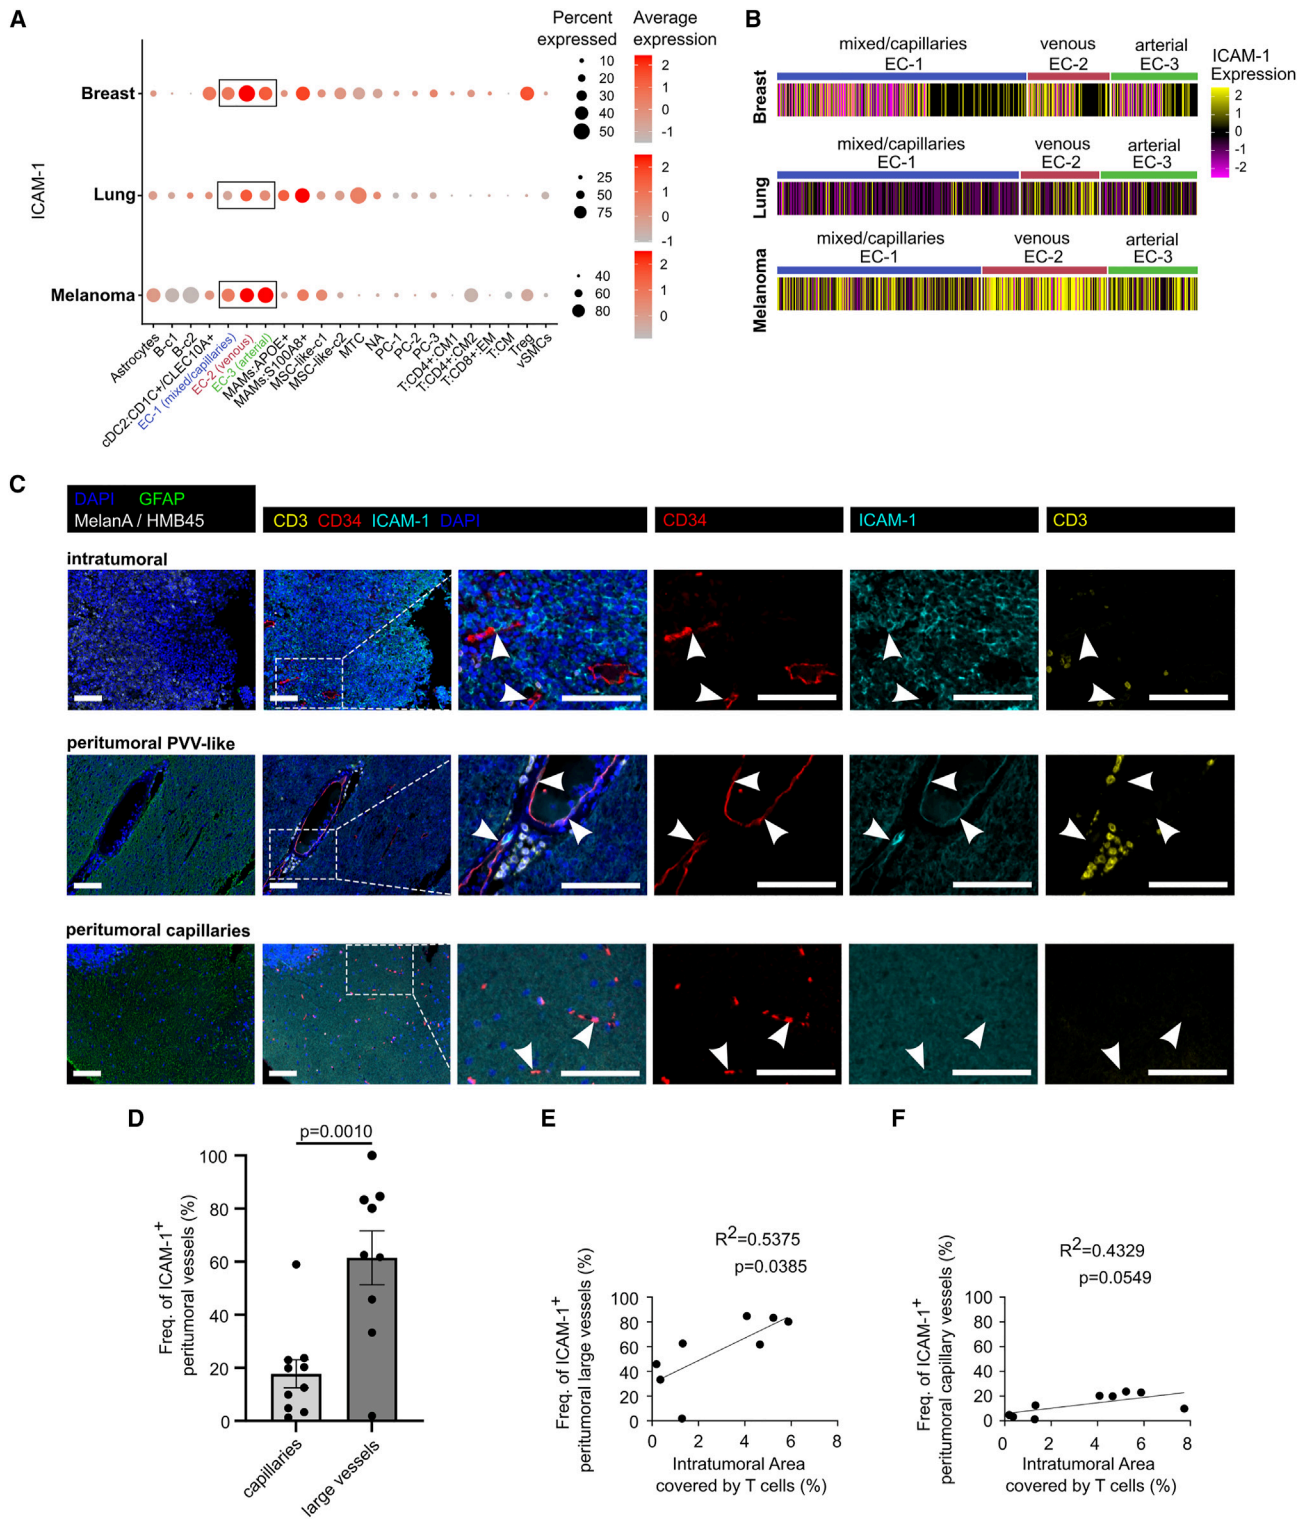 A
Percent
expressed
Average
expression
10
20
30
40
50
2
1
0
-1
25
50
75
2
1
0
-1
40
60
80
2
1
0
ICAM-1
Breast
Lung
Melanoma
Astrocytes
B-c1
B-c2
cDC2:CD1C+/CLEC10A+
EC-1 (mixed/capillaries)
EC-2 (venous)
EC-3 (arterial)
MAMs:APOE+
MAMs:S100A8+
MSC-like-c1
MSC-like-c2
MTC
NA
PC-1
PC-2
PC-3
T:CD4+:CM1
T:CD4+:CM2
T:CD8+:EM
T:CM
Treg
vSMCs
B
mixed/capillaries
EC-1
venous
EC-2
arterial
EC-3
Breast
mixed/capillaries
EC-1
venous
EC-2
arterial
EC-3
Lung
mixed/capillaries
EC-1
venous
EC-2
arterial
EC-3
Melanoma
ICAM-1
Expression
2
1
0
-1
-2
C
DAPI GFAP
MelanA / HMB45
CD3 CD34 ICAM-1 DAPI
CD34
ICAM-1
CD3
intratumoral
peritumoral PVV-like
peritumoral capillaries
D
p=0.0010
Freq. of ICAM-1+
peritumoral vessels (%)
100
80
60
40
20
0
capillaries
large vessels
E
R2=0.5375
p=0.0385
Freq. of ICAM-1+
peritumoral large vessels (%)
100
80
60
40
20
0
0 2 4 6 8
Intratumoral Area
covered by T cells (%)
F
R2=0.4329
p=0.0549
Freq. of ICAM-1+
peritumoral capillary vessels (%)
100
80
60
40
20
0
0 2 4 6 8
Intratumoral Area
covered by T cells (%)